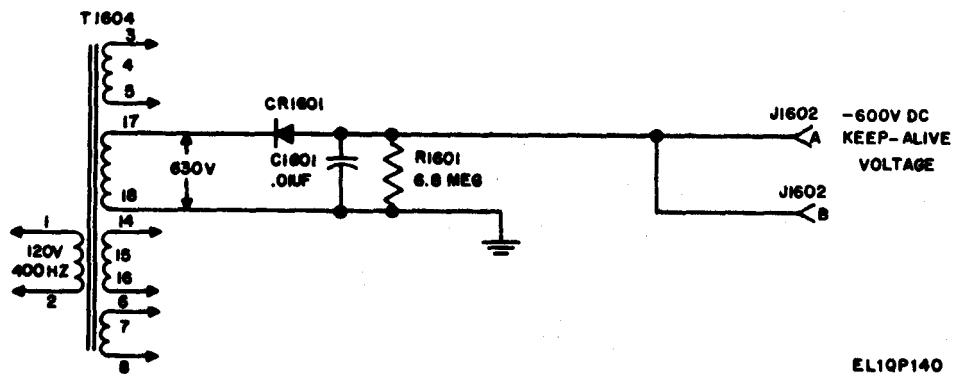 T1604
3
4
5
17
630V
18
1
120V
400HZ
2
14
15
16
6
7
8
CR1601
C1601
.01UF
R1601
6.8 MEG
J1602
A
-600V DC
KEEP-ALIVE
VOLTAGE
J1602
B
EL1QP140